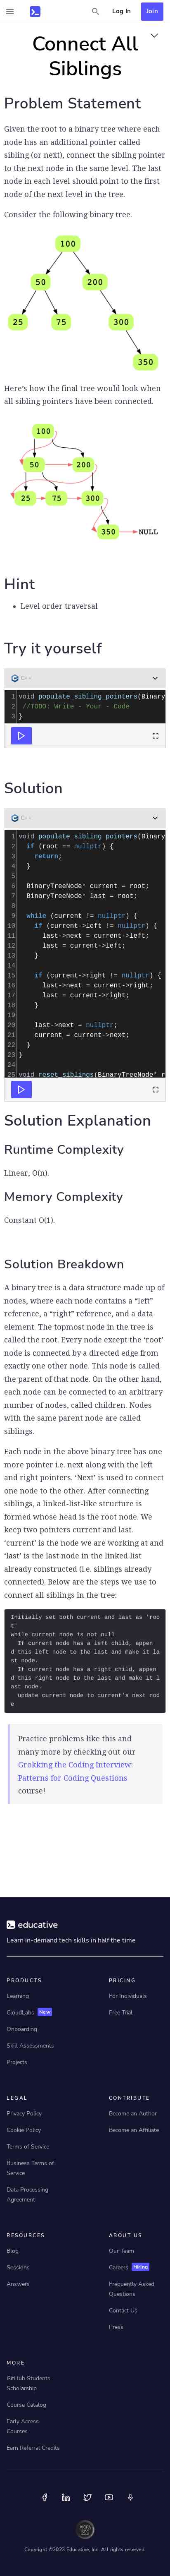 Log In
Join
Connect All
Siblings
Problem Statement
Given the root to a binary tree where each
node has an additional pointer called
sibling (or next), connect the sibling pointer
to the next node in the same level. The last
node in each level should point to the first
node of the next level in the tree.
Consider the following binary tree.
100
50
200
25
75
300
350
Here's how the final tree would look when
all sibling pointers have been connected.
100
50
200
25
75
300
350
NULL
Hint
• Level order traversal
Try it yourself
C++
1 void populate_sibling_pointers(Binary
2 //TODO: Write - Your - Code
3 }
Solution
C++
1 void populate_sibling_pointers(Binary
2 if (root == nullptr) {
3 return;
4 }
5
6 BinaryTreeNode* current = root;
7 BinaryTreeNode* last = root;
8
9 while (current != nullptr) {
10 if (current->left != nullptr) {
11 last->next = current->left;
12 last = current->left;
13 }
14
15 if (current->right != nullptr) {
16 last->next = current->right;
17 last = current->right;
18 }
19
20 last->next = nullptr;
21 current = current->next;
22 }
23 }
24
25 void reset_siblings(BinaryTreeNode* r
Solution Explanation
Runtime Complexity
Linear, O(n).
Memory Complexity
Constant O(1).
Solution Breakdown
A binary tree is a data structure made up of
nodes, where each node contains a "left"
reference, a "right" reference, and a data
element. The topmost node in the tree is
called the root. Every node except the 'root'
node is connected by a directed edge from
exactly one other node. This node is called
the parent of that node. On the other hand,
each node can be connected to an arbitrary
number of nodes, called children. Nodes
with the same parent node are called
siblings.
Each node in the above binary tree has one
more pointer i.e. next along with the left
and right pointers. 'Next' is used to connect
one node to the other. After connecting
siblings, a linked-list-like structure is
formed whose head is the root node. We
keep two pointers current and last.
'current' is the node we are working at and
'last' is the last node in the linked list
already constructed (i.e. siblings already
connected). Below are the steps we use to
connect all siblings in the tree:
Initially set both current and last as 'roo
t'
while current node is not null
If current node has a left child, appen
d this left node to the last and make it la
st node.
If current node has a right child, appen
d this right node to the last and make it l
ast node.
update current node to current's next nod
e
Practice problems like this and
many more by checking out our
Grokking the Coding Interview:
Patterns for Coding Questions
course!
educative
Learn in-demand tech skills in half the time
PRODUCTS
Learning
CloudLabs New
Onboarding
Skill Assessments
Projects
PRICING
For Individuals
Free Trial
LEGAL
Privacy Policy
Cookie Policy
Terms of Service
Business Terms of
Service
Data Processing
Agreement
CONTRIBUTE
Become an Author
Become an Affiliate
RESOURCES
Blog
Sessions
Answers
ABOUT US
Our Team
Careers Hiring
Frequently Asked
Questions
Contact Us
Press
MORE
GitHub Students
Scholarship
Course Catalog
Early Access
Courses
Earn Referral Credits
Copyright ©2023 Educative, Inc. All rights reserved.